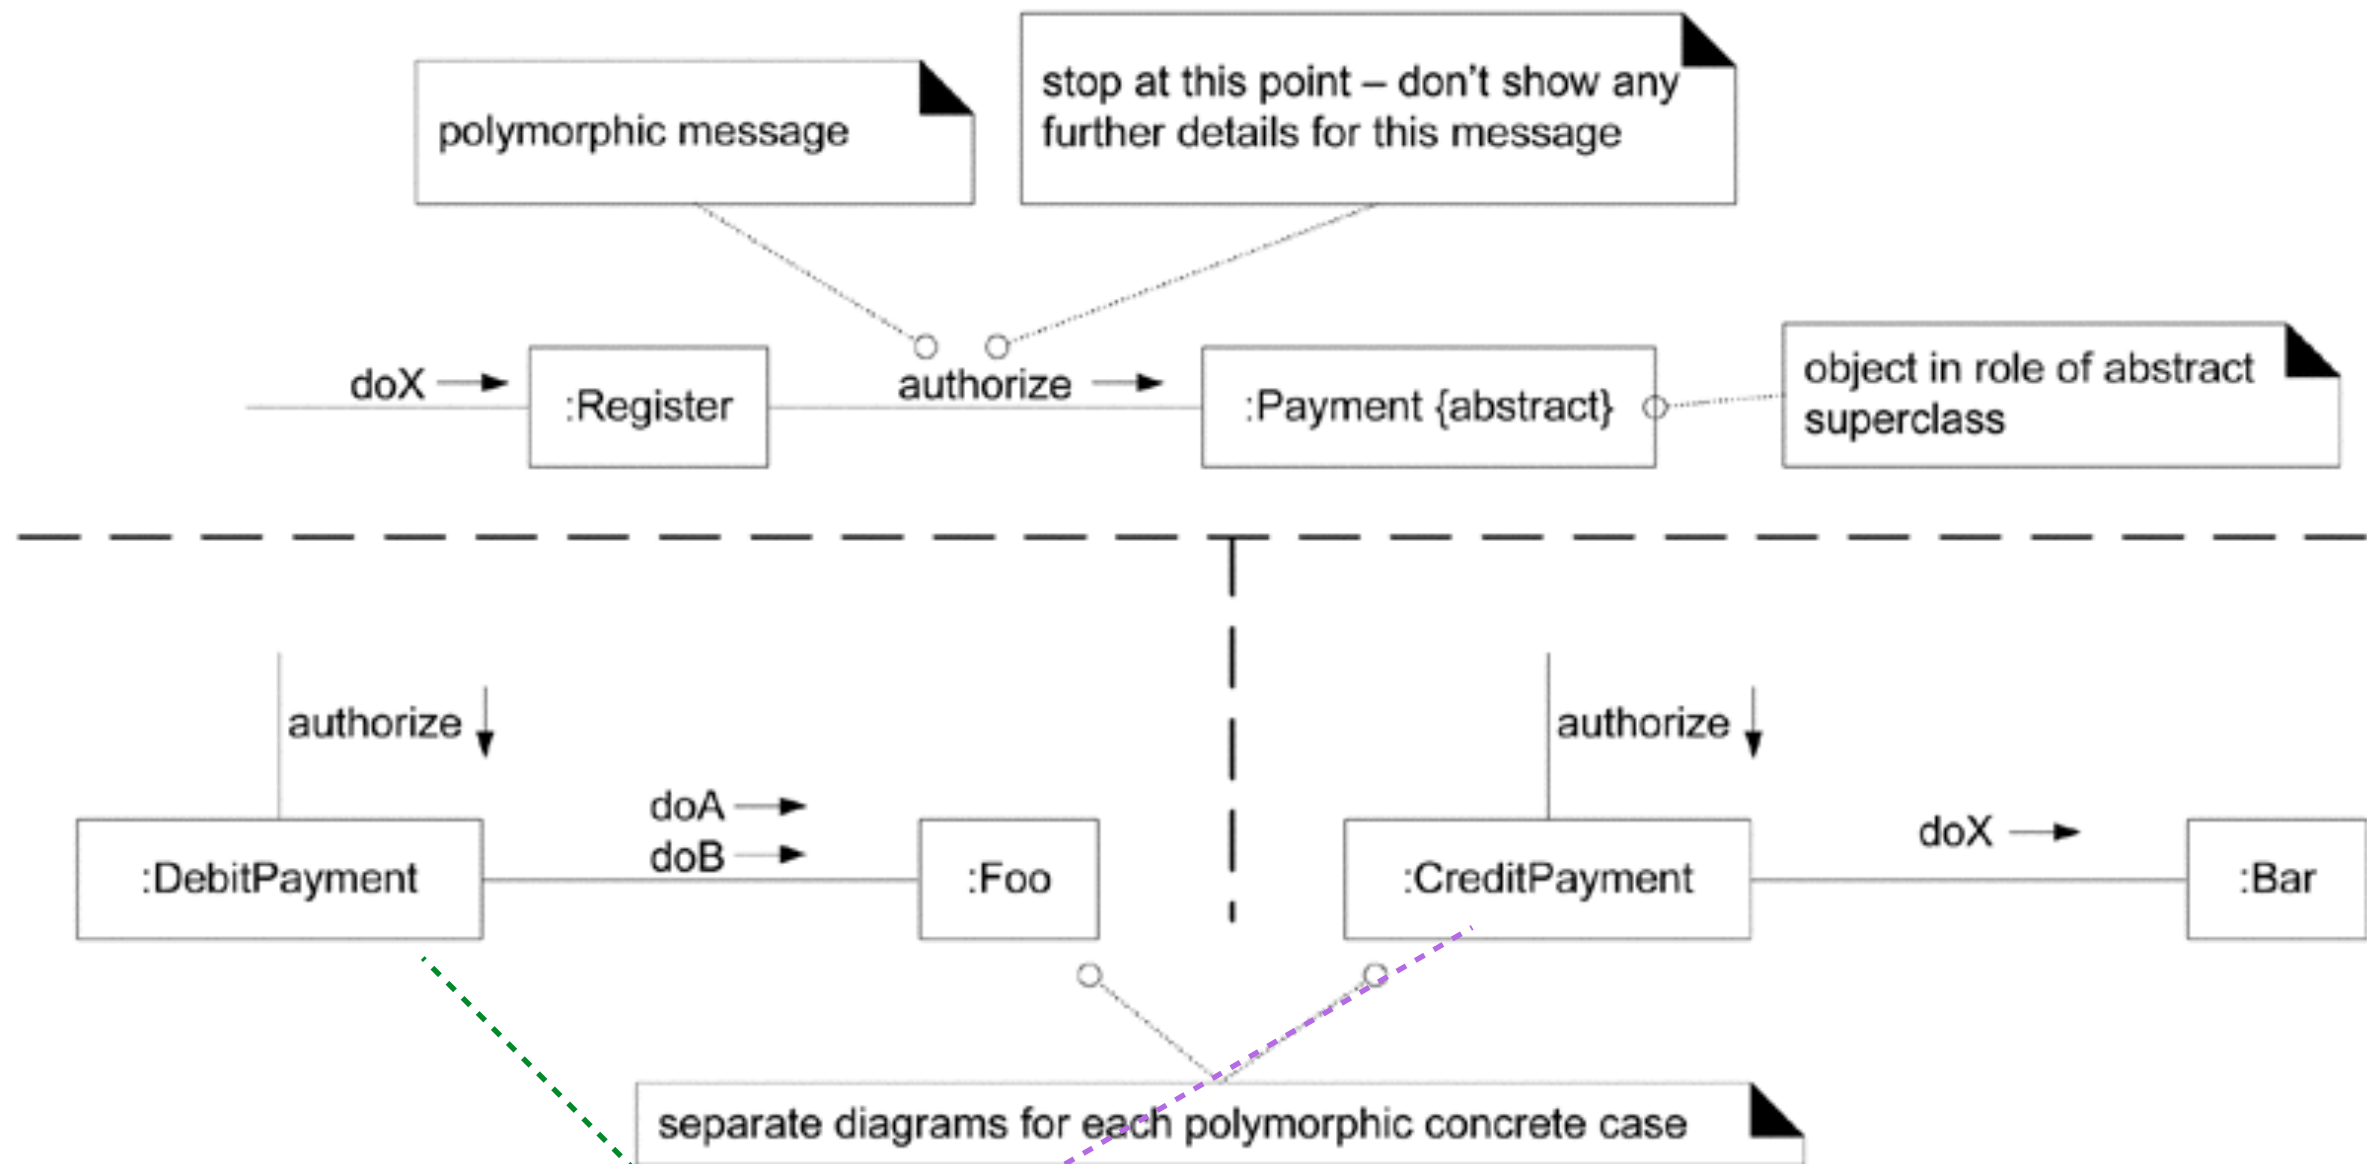 polymorphic message
stop at this point – don't show any
further details for this message
doX
:Register
authorize
:Payment {abstract}
object in role of abstract
superclass
authorize
:DebitPayment
doA
doB
:Foo
authorize
:CreditPayment
doX
:Bar
separate diagrams for each polymorphic concrete case